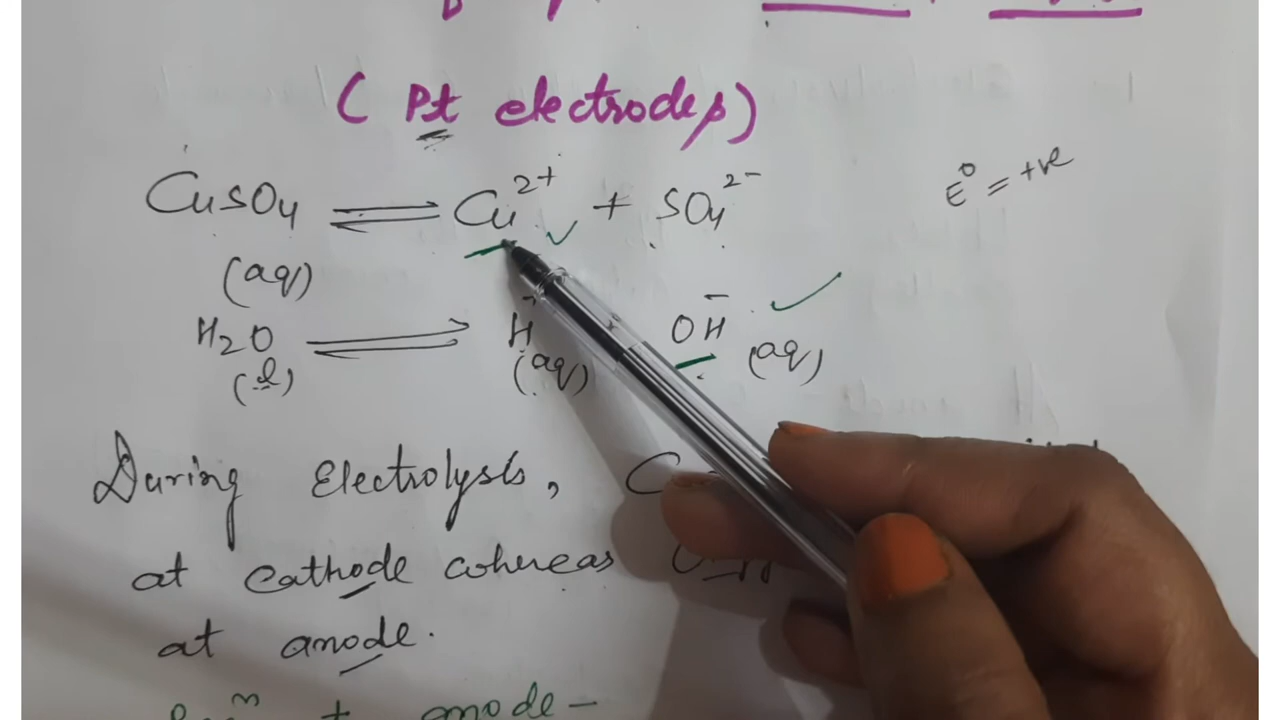 ( Pt electrodes)
CuSO4 ⇌ Cu2+ + SO4 2-
E° = +ve
(aq)
H2O ⇌ H OH-
(l) (aq) (aq)
During Electrolysis,
at cathode whereas
at anode.
anode –